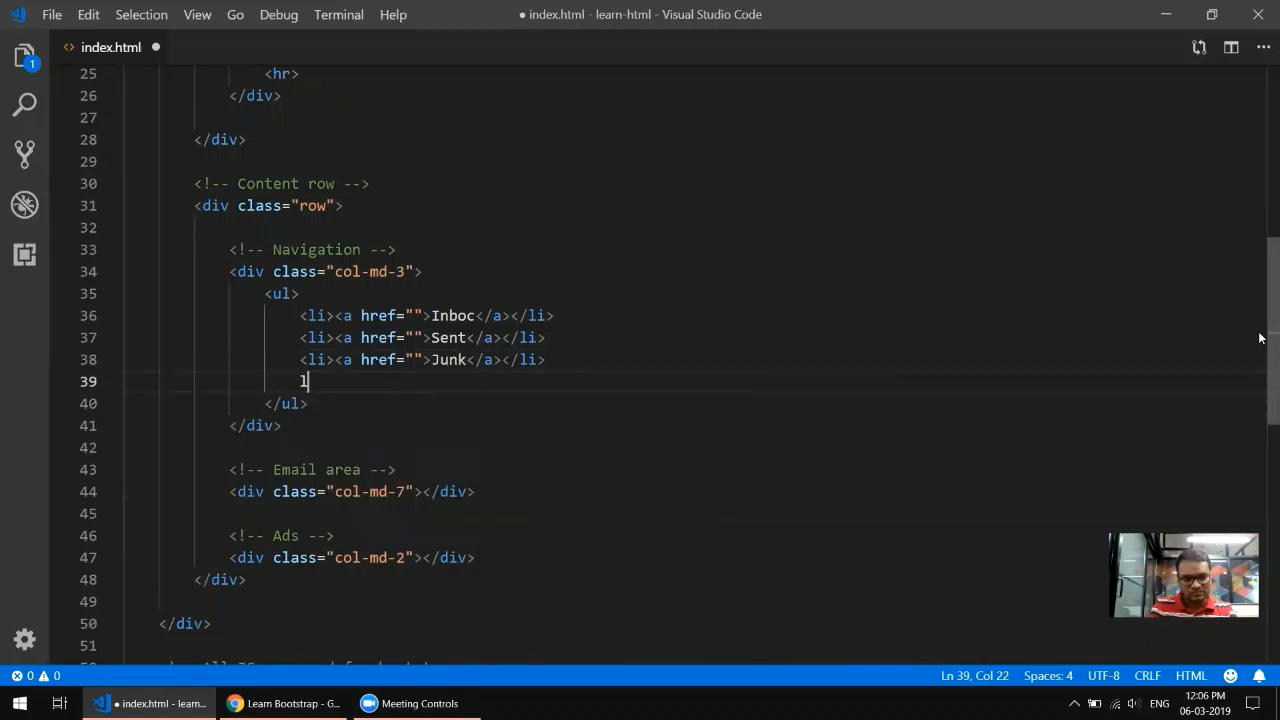 File Edit Selection View Go Debug Terminal Help
● index.html - learn-html - Visual Studio Code
<> index.html ●
1
25 <hr>
26 </div>
27
28 </div>
29
30 <!-- Content row -->
31 <div class="row">
32
33 <!-- Navigation -->
34 <div class="col-md-3">
35 <ul>
36 <li><a href="">Inboc</a></li>
37 <li><a href="">Sent</a></li>
38 <li><a href="">Junk</a></li>
39 l
40 </ul>
41 </div>
42
43 <!-- Email area -->
44 <div class="col-md-7"></div>
45
46 <!-- Ads -->
47 <div class="col-md-2"></div>
48 </div>
49
50 </div>
51
0 0 Ln 39, Col 22 Spaces: 4 UTF-8 CRLF HTML
● index.html - learn... Learn Bootstrap - G... Meeting Controls ENG 12:06 PM
06-03-2019